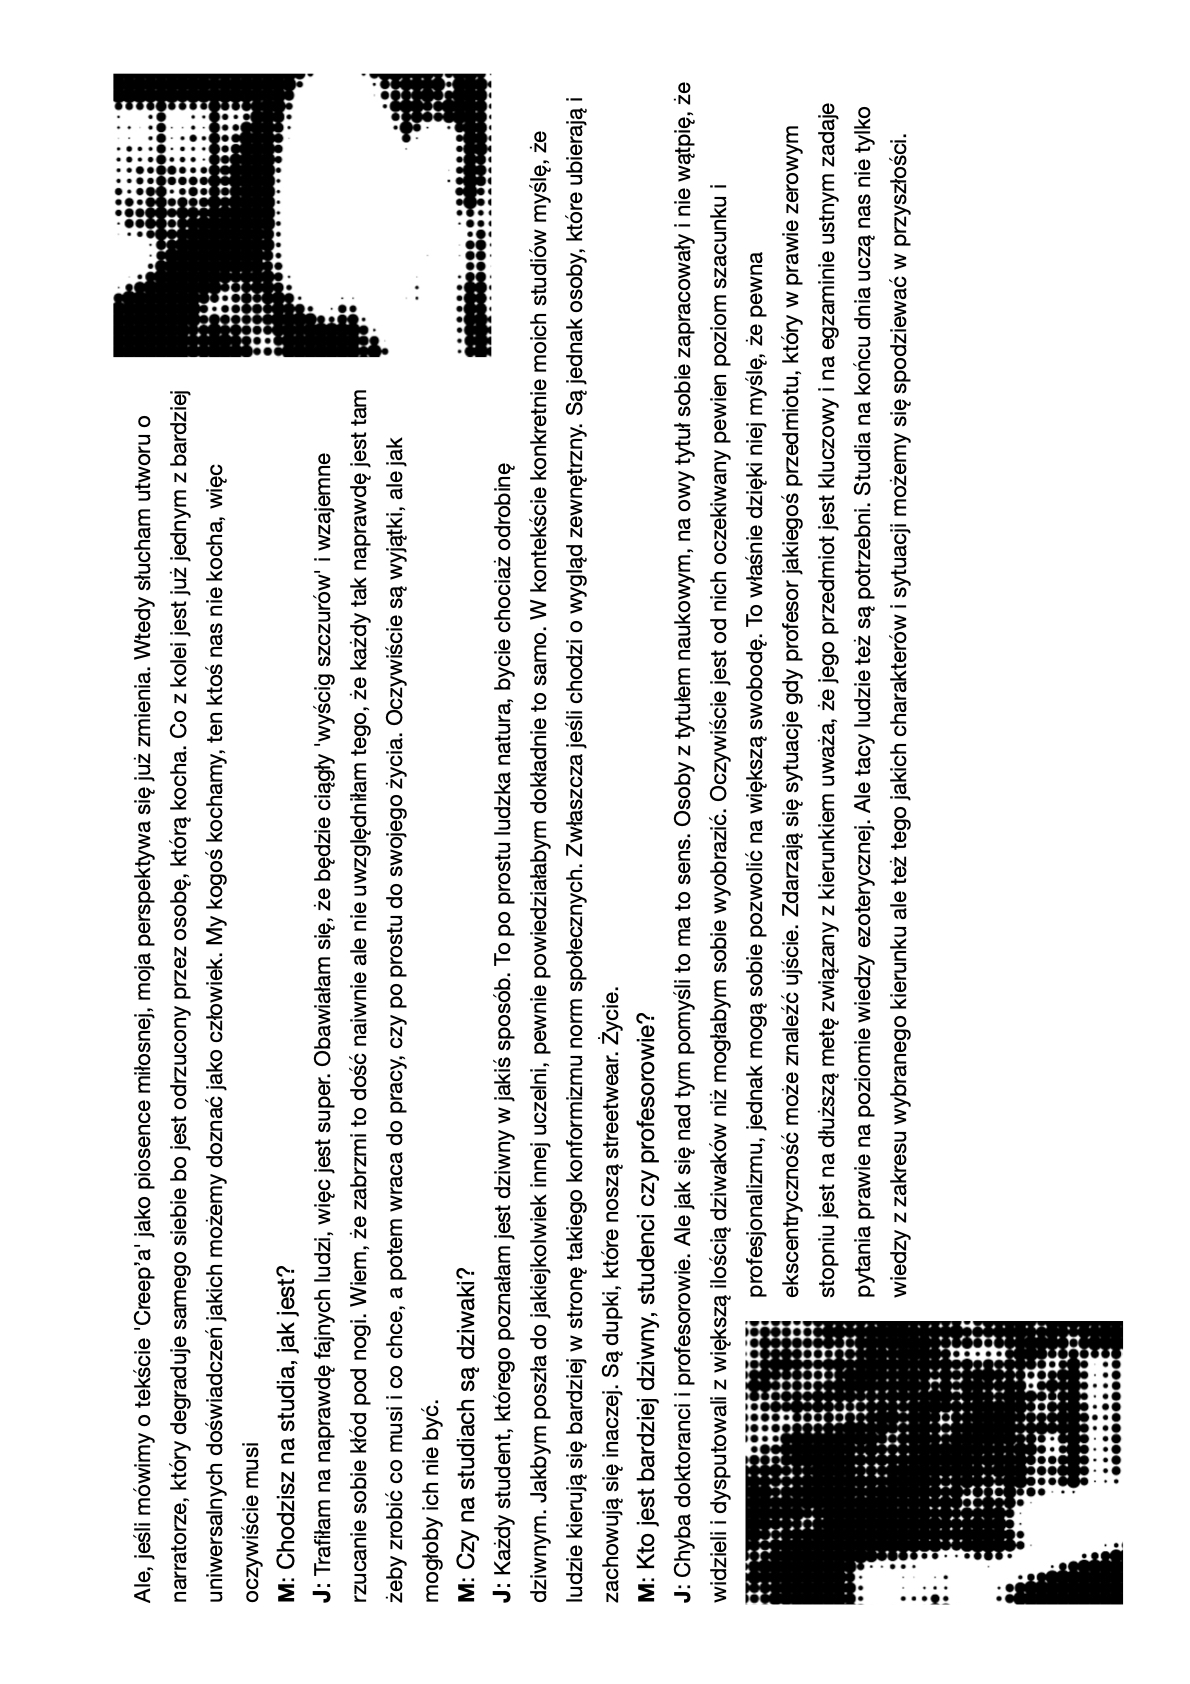 Ale, jeśli mówimy o tekście 'Creep’a' jako piosence miłosnej, moja perspektywa się już zmienia. Wtedy słucham utworu o
narratorze, który degraduje samego siebie bo jest odrzucony przez osobę, którą kocha. Co z kolei jest już jednym z bardziej
uniwersalnych doświadczeń jakich możemy doznać jako człowiek. My kogoś kochamy, ten ktoś nas nie kocha, więc
oczywiście musi
M: Chodzisz na studia, jak jest?
J: Trafiłam na naprawdę fajnych ludzi, więc jest super. Obawiałam się, że będzie ciągły 'wyścig szczurów' i wzajemne
rzucanie sobie kłód pod nogi. Wiem, że zabrzmi to dość naiwnie ale nie uwzględniłam tego, że każdy tak naprawdę jest tam
żeby zrobić co musi i co chce, a potem wraca do pracy, czy po prostu do swojego życia. Oczywiście są wyjątki, ale jak
mogłoby ich nie być.
M: Czy na studiach są dziwaki?
J: Każdy student, którego poznałam jest dziwny w jakiś sposób. To po prostu ludzka natura, bycie chociaż odrobinę
dziwnym. Jakbym poszła do jakiejkolwiek innej uczelni, pewnie powiedziałabym dokładnie to samo. W kontekście konkretnie moich studiów myślę, że
ludzie kierują się bardziej w stronę takiego konformizmu norm społecznych. Zwłaszcza jeśli chodzi o wygląd zewnętrzny. Są jednak osoby, które ubierają i
zachowują się inaczej. Są dupki, które noszą streetwear. Życie.
M: Kto jest bardziej dziwny, studenci czy profesorowie?
J: Chyba doktoranci i profesorowie. Ale jak się nad tym pomyśli to ma to sens. Osoby z tytułem naukowym, na owy tytuł sobie zapracowały i nie wątpię, że
widzieli i dysputowali z większą ilością dziwaków niż mogłabym sobie wyobrazić. Oczywiście jest od nich oczekiwany pewien poziom szacunku i
profesjonalizmu, jednak mogą sobie pozwolić na większą swobodę. To właśnie dzięki niej myślę, że pewna
ekscentryczność może znaleźć ujście. Zdarzają się sytuacje gdy profesor jakiegoś przedmiotu, który w prawie zerowym
stopniu jest na dłuższą metę związany z kierunkiem uważa, że jego przedmiot jest kluczowy i na egzaminie ustnym zadaje
pytania prawie na poziomie wiedzy ezoterycznej. Ale tacy ludzie też są potrzebni. Studia na końcu dnia uczą nas nie tylko
wiedzy z zakresu wybranego kierunku ale też tego jakich charakterów i sytuacji możemy się spodziewać w przyszłości.